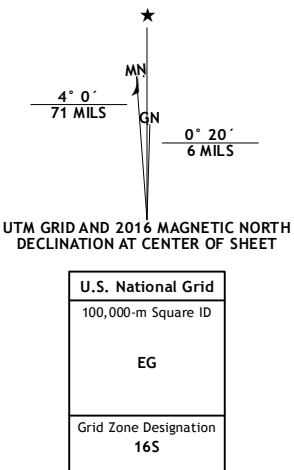 ★
MN
4° 0´
71 MILS
GN
0° 20´
6 MILS
UTM GRID AND 2016 MAGNETIC NORTH
DECLINATION AT CENTER OF SHEET
U.S. National Grid
100,000-m Square ID
EG
Grid Zone Designation
16S